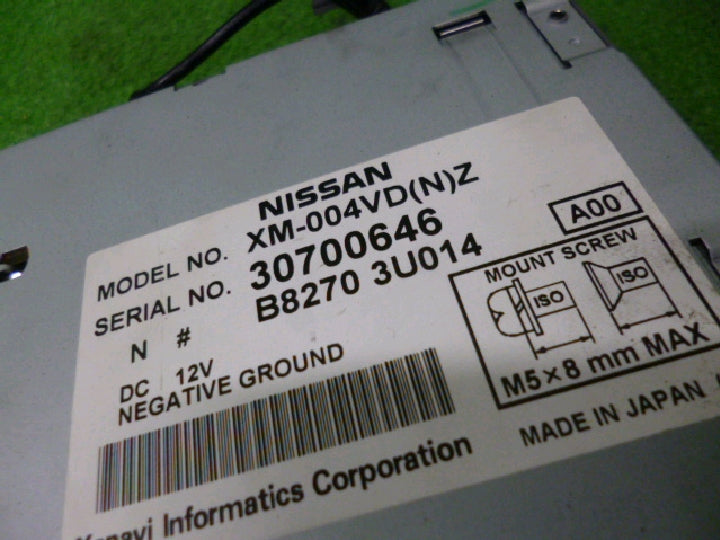 NISSAN
MODEL NO. XM-004VD(N)Z
SERIAL NO. 30700646
N # B8270 3U014
DC 12V
NEGATIVE GROUND
A00
MOUNT SCREW
ISO ISO
M5×8 mm MAX
MADE IN JAPAN
Informatics Corporation